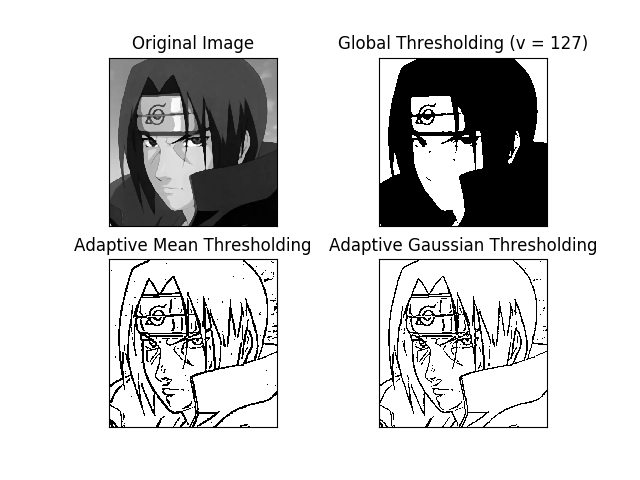 Original Image
Global Thresholding (v = 127)
Adaptive Mean Thresholding
Adaptive Gaussian Thresholding